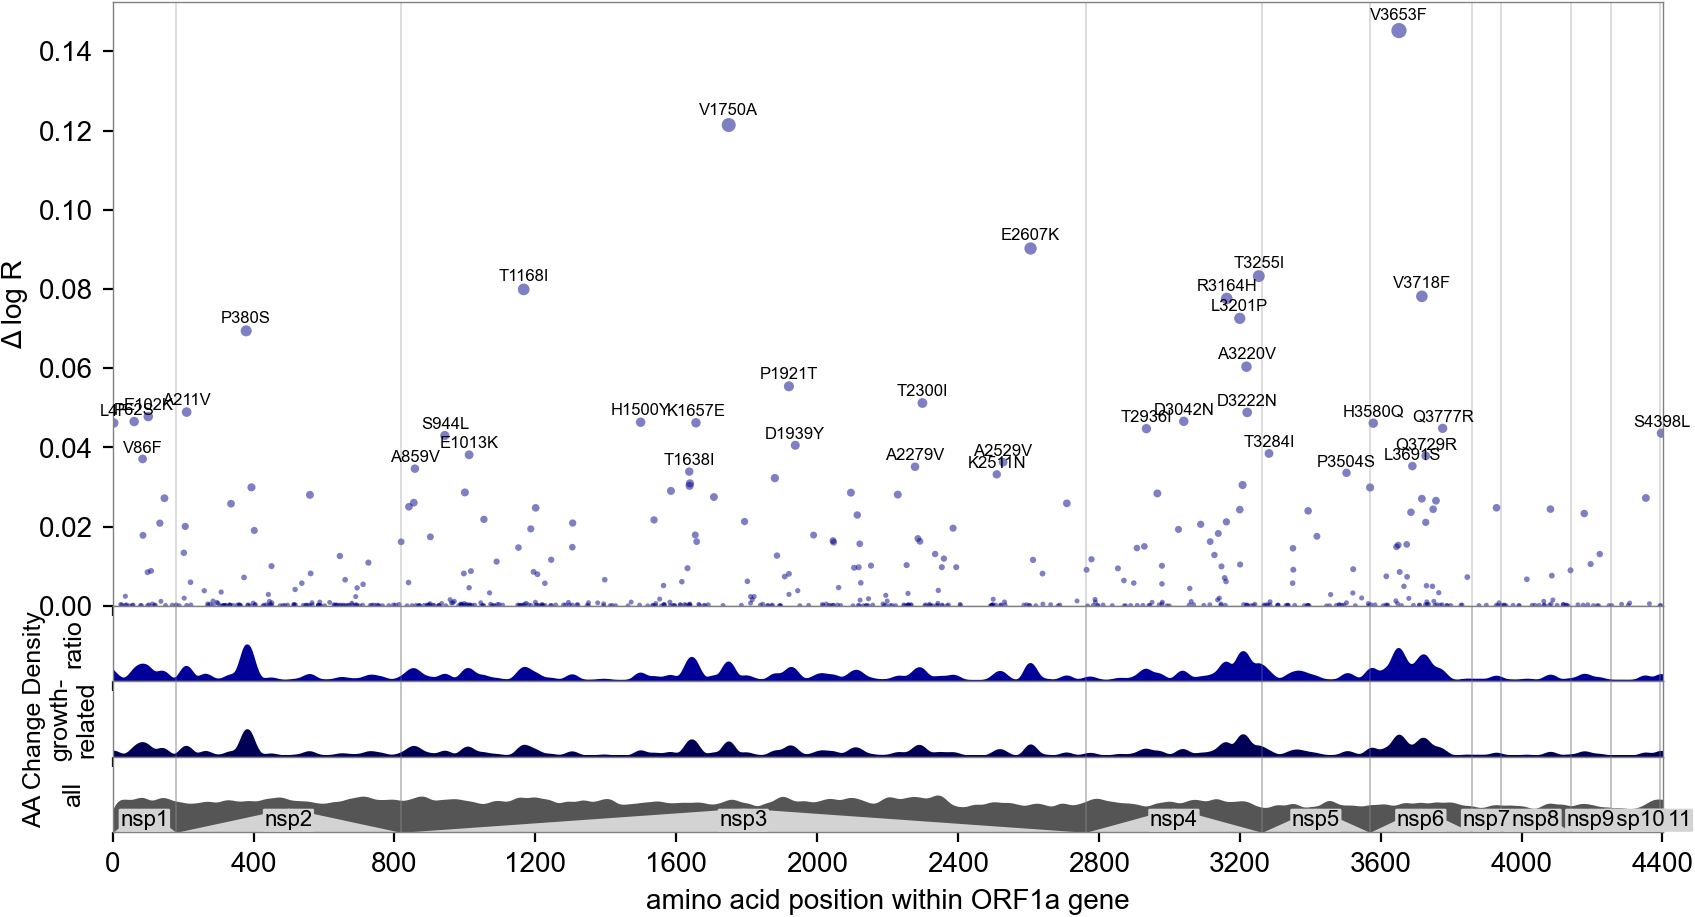 V3653F
0.14
V1750A
0.12
0.10
E2607K
T3255I
T1168I
0.08
R3164H
V3718F
L3201P
P380S
Δ log R
A3220V
0.06
P1921T
T2300I
A211V
E102K
P62S
D3222N
H1500Y
K1657E
T2936I
D3042N
H3580Q
Q3777R
S4398L
S944L
D1939Y
E1013K
V86F
0.04
A859V
T1638I
A2279V
A2529V
K2511N
T3284I
P3504S
Q3729R
L3691S
0.02
0.00
AA Change Density
ratio
growth-
related
all
nsp1 nsp2 nsp3 nsp4 nsp5 nsp6 nsp7 nsp8 nsp9 sp10 11
0 400 800 1200 1600 2000 2400 2800 3200 3600 4000 4400
amino acid position within ORF1a gene